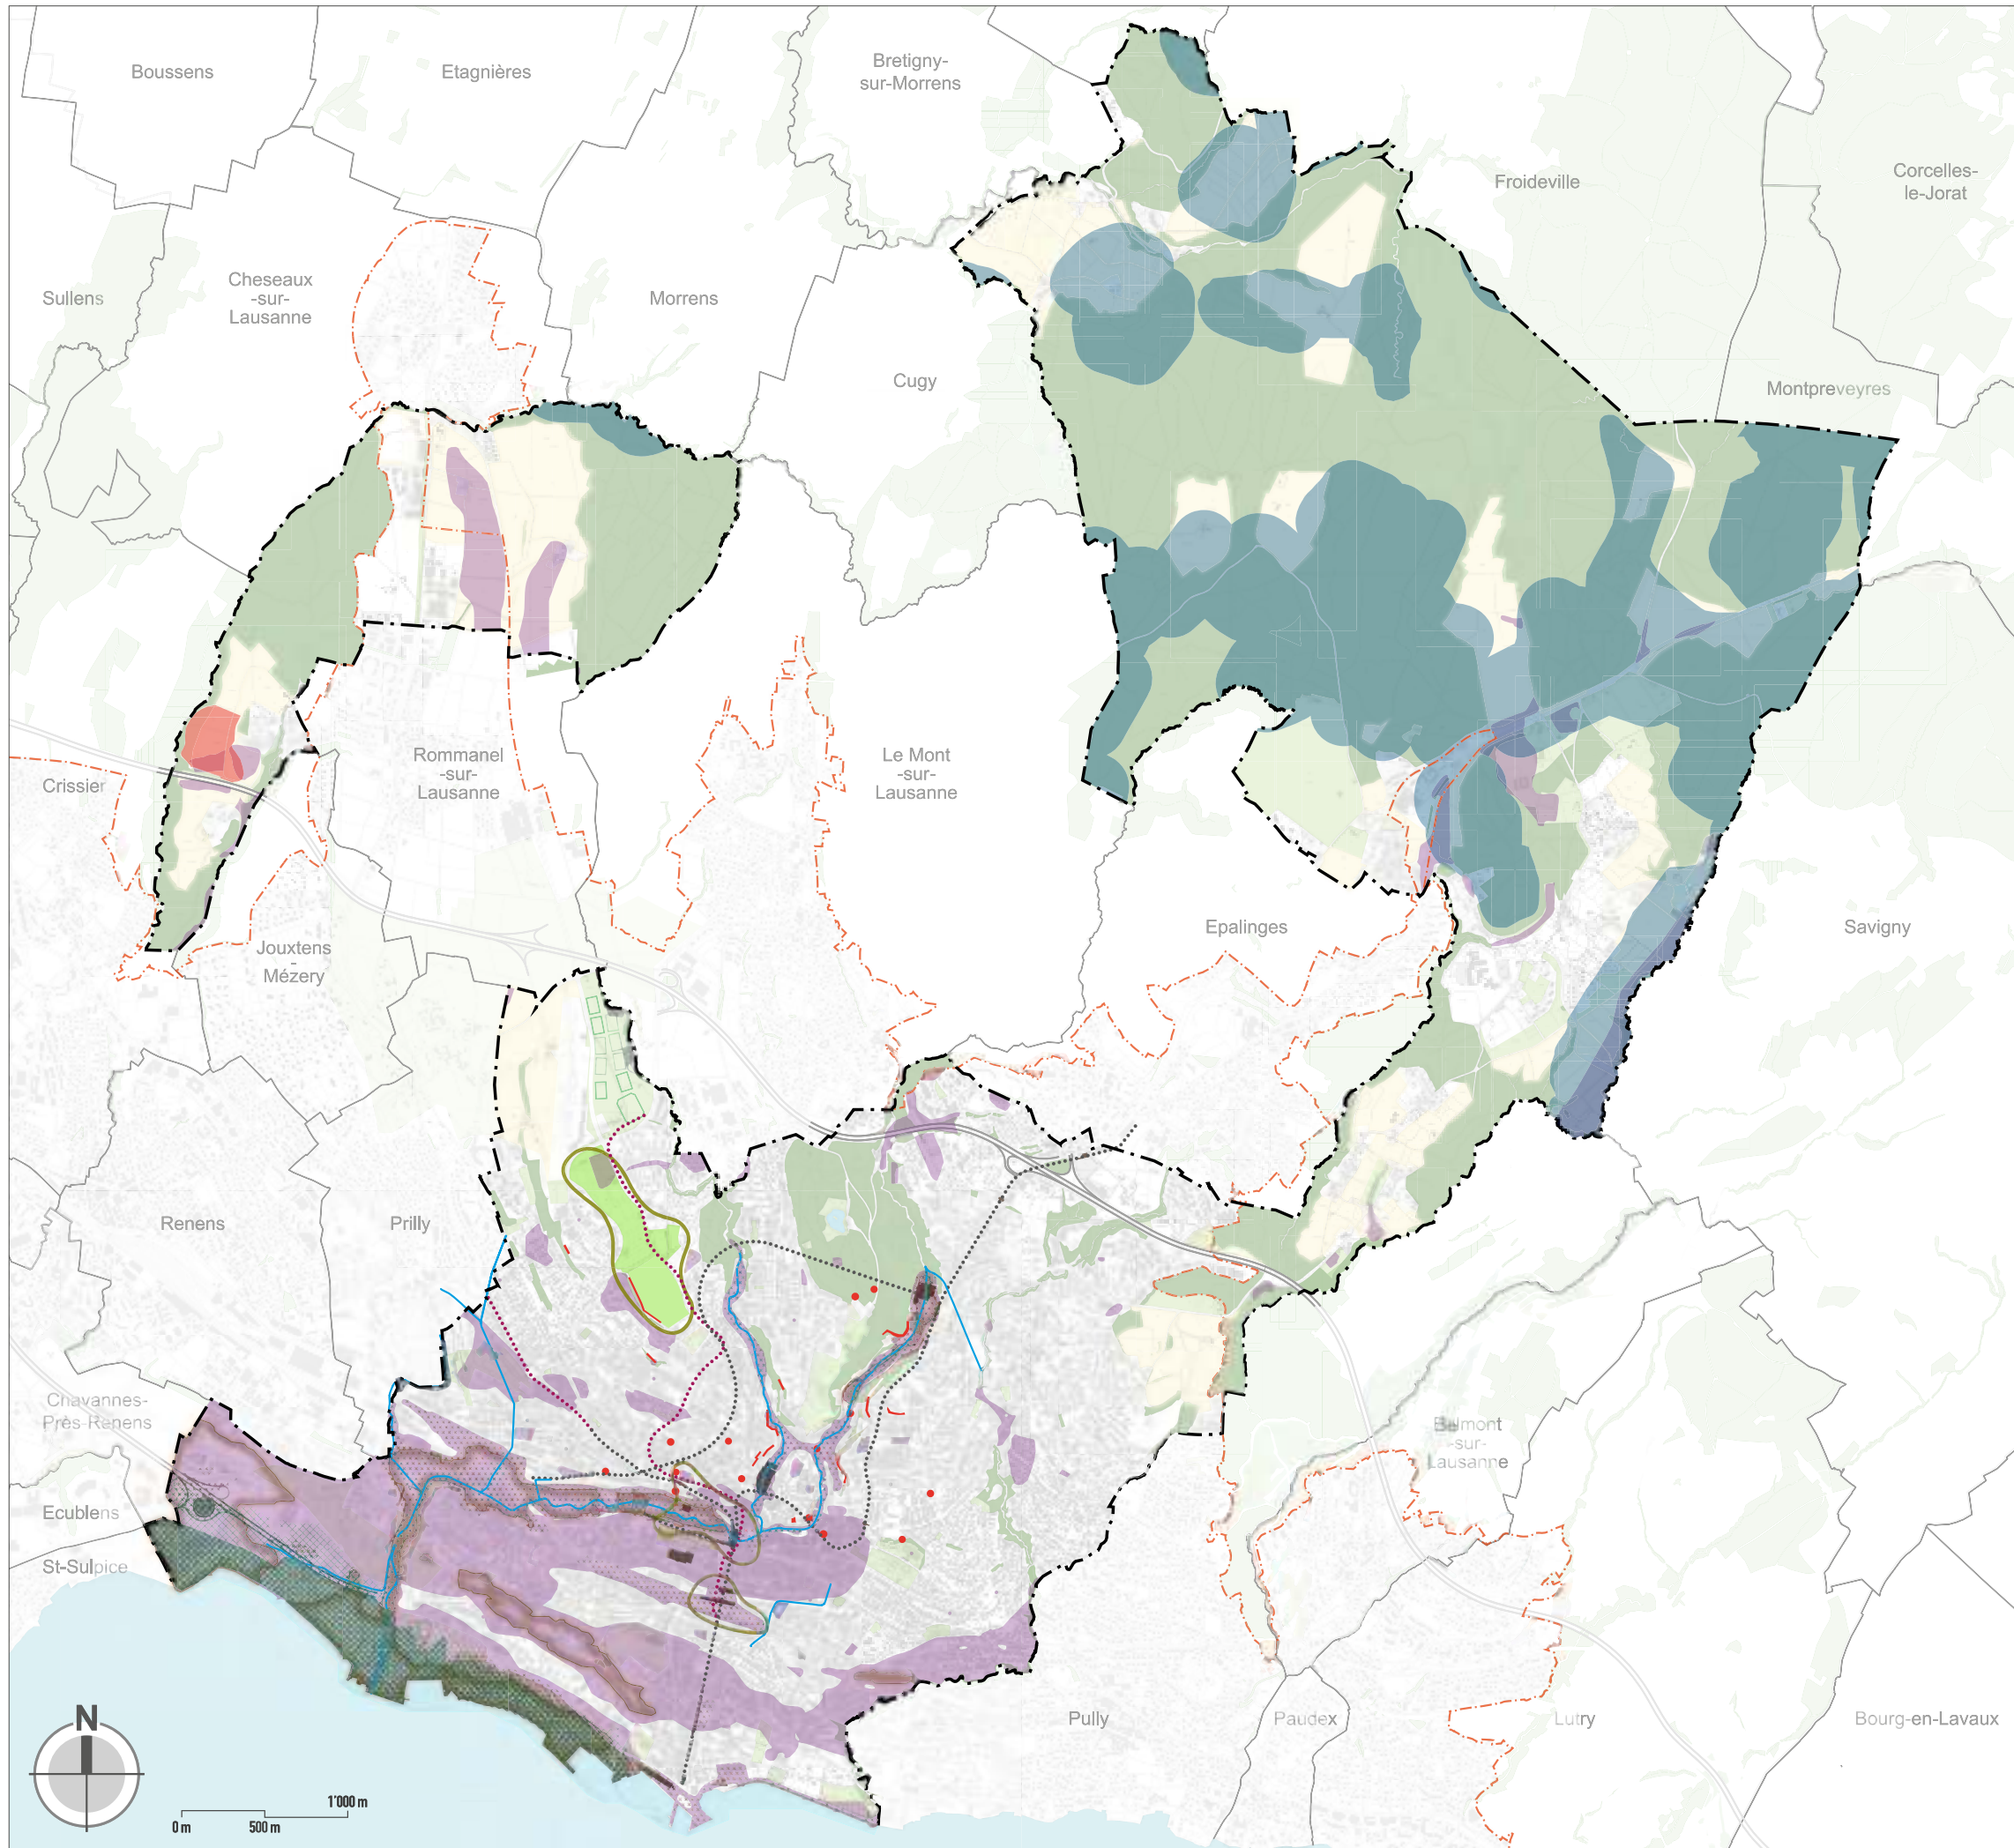 Boussens
Etagnières
Bretigny-
sur-Morrens
Froideville
Corcelles-
le-Jorat
Cheseaux
-sur-
Lausanne
Sullens
Morrens
Cugy
Montpreveyres
Crissier
Rommanel
-sur-
Lausanne
Le Mont
-sur-
Lausanne
Epalinges
Savigny
Jouxtens
-
Mézery
Renens
Prilly
Chavannes-
Près-Renens
Belmont
-sur-
Lausanne
Ecublens
St-Sulpice
Pully
Paudex
Lutry
Bourg-en-Lavaux
N
1'000 m
0 m
500 m